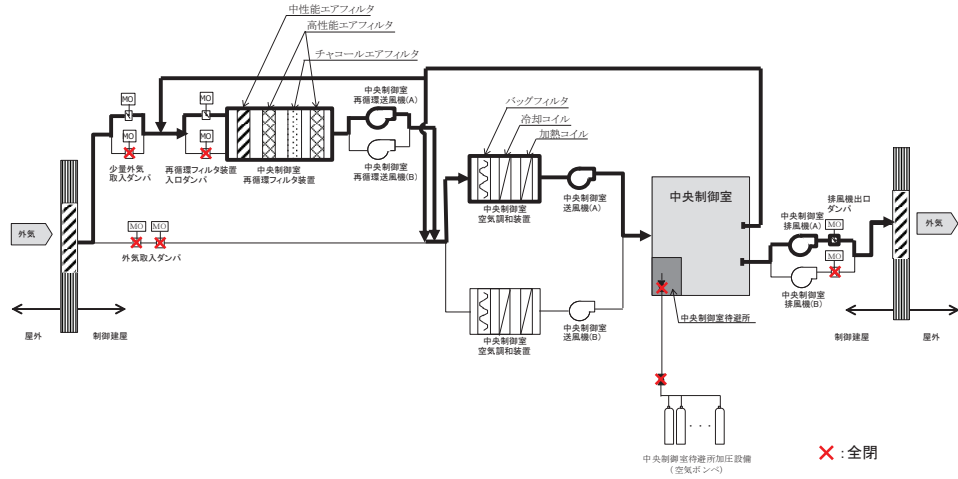 中性能エアフィルタ
高性能エアフィルタ
チャコールエアフィルタ
中央制御室
再循環送風機(A)
MO
MO
MO
MO
少量外気
取入ダンパ
再循環フィルタ装置
入口ダンパ
中央制御室
再循環フィルタ装置
中央制御室
再循環送風機(B)
バッグフィルタ
冷却コイル
加熱コイル
中央制御室
空気調和装置
中央制御室
送風機(A)
中央制御室
排風機出口
ダンパ
中央制御室
排風機(A)
MO
MO
中央制御室
排風機(B)
外気
外気
MO
MO
外気取入ダンパ
中央制御室待避所
中央制御室
空気調和装置
中央制御室
送風機(B)
屋外
制御建屋
制御建屋
屋外
・・・
中央制御室待避所加圧設備
(空気ボンベ)
:全閉